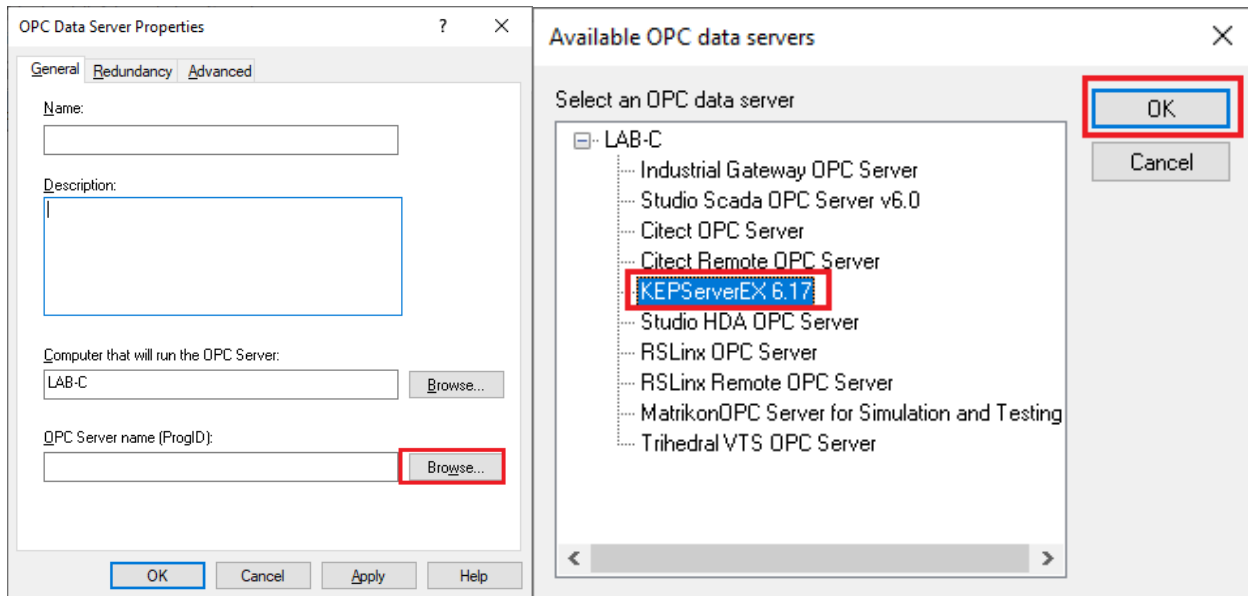 OPC Data Server Properties
?
General Redundancy Advanced
Name:
Description:
Computer that will run the OPC Server:
LAB-C
Browse...
OPC Server name (ProgID):
Browse...
OK Cancel Apply Help
Available OPC data servers
Select an OPC data server
OK
Cancel
LAB-C
Industrial Gateway OPC Server
Studio Scada OPC Server v6.0
Citect OPC Server
Citect Remote OPC Server
KEPServerEX 6.17
Studio HDA OPC Server
RSLinx OPC Server
RSLinx Remote OPC Server
MatrikonOPC Server for Simulation and Testing
Trihedral VTS OPC Server